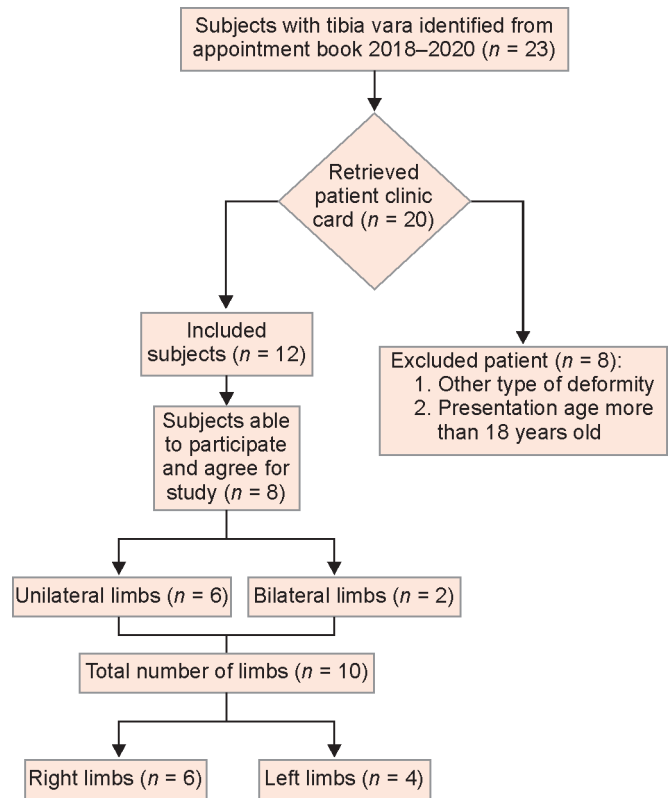 Subjects with tibia vara identified from
appointment book 2018–2020 (n = 23)
Retrieved
patient clinic
card (n = 20)
Included
subjects (n = 12)
Excluded patient (n = 8):
1. Other type of deformity
2. Presentation age more
than 18 years old
Subjects able
to participate
and agree for
study (n = 8)
Unilateral limbs (n = 6)
Bilateral limbs (n = 2)
Total number of limbs (n = 10)
Right limbs (n = 6)
Left limbs (n = 4)